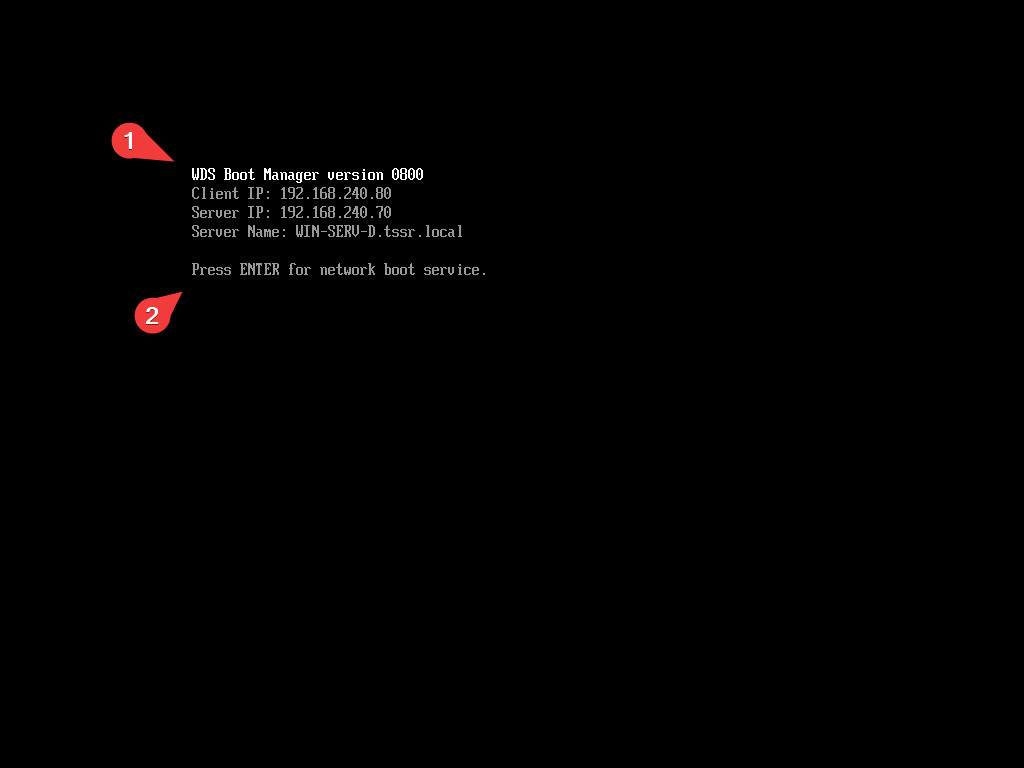 1
WDS Boot Manager version 0800
Client IP: 192.168.240.80
Server IP: 192.168.240.70
Server Name: WIN-SERV-D.tssr.local
Press ENTER for network boot service.
2